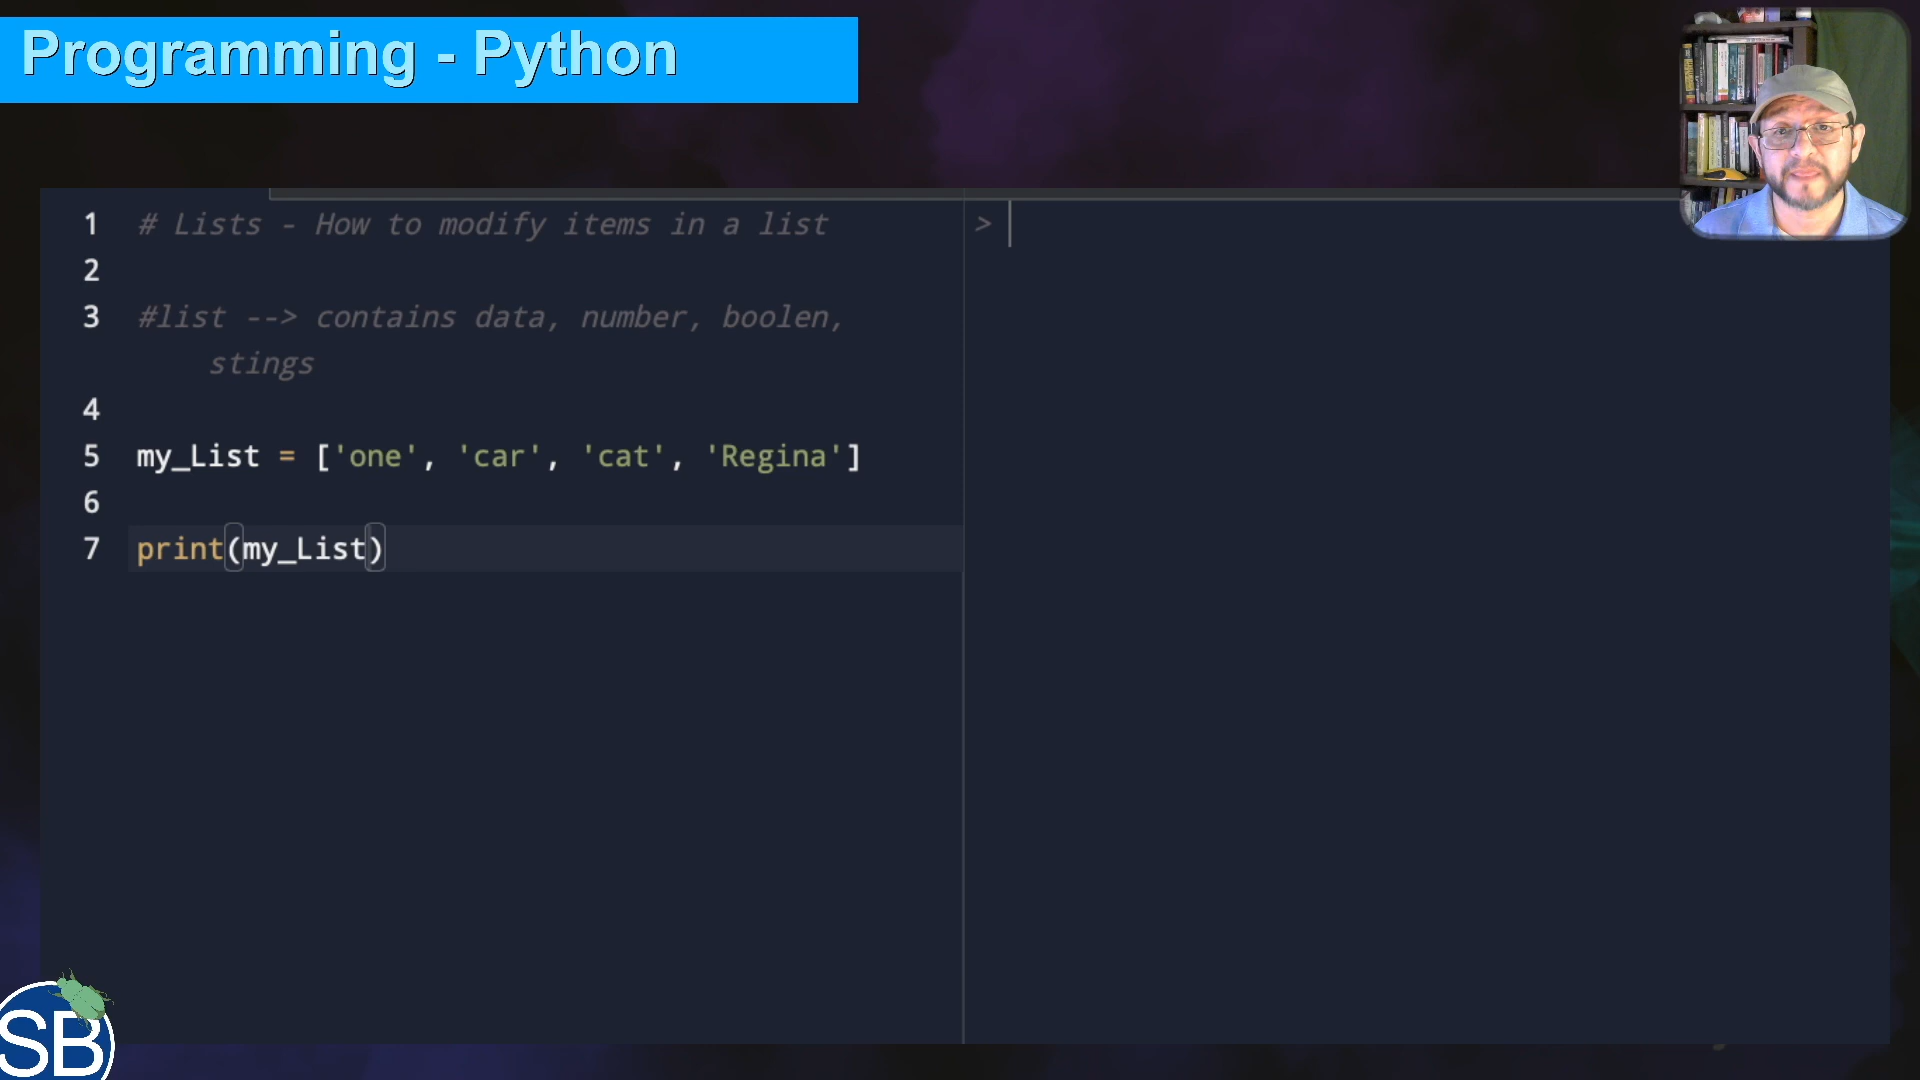 Programming - Python
1 # Lists - How to modify items in a list
2
3 #list --> contains data, number, boolen,
stings
4
5 my_List = ['one', 'car', 'cat', 'Regina']
6
7 print(my_List)
>
SB